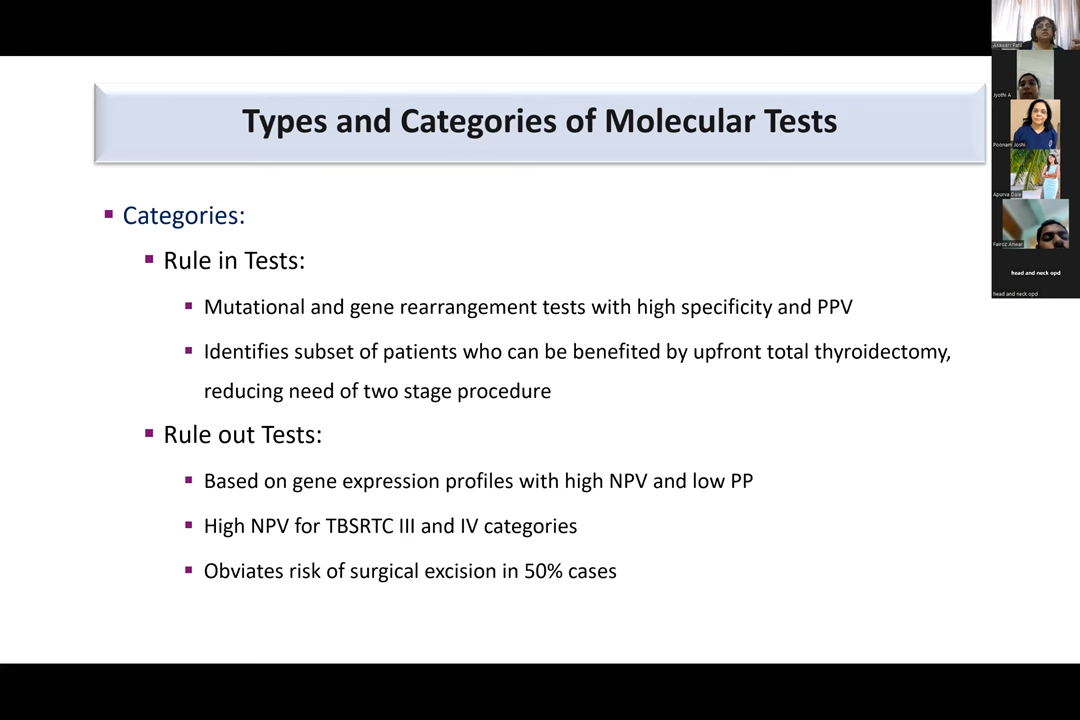 Types and Categories of Molecular Tests
Categories:
Rule in Tests:
Mutational and gene rearrangement tests with high specificity and PPV
Identifies subset of patients who can be benefited by upfront total thyroidectomy,
reducing need of two stage procedure
Rule out Tests:
Based on gene expression profiles with high NPV and low PP
High NPV for TBSRTC III and IV categories
Obviates risk of surgical excision in 50% cases
Jyothi A
Poonam Joshi
Apurva
Fairoz Anwar
head and neck opd
head and neck opd